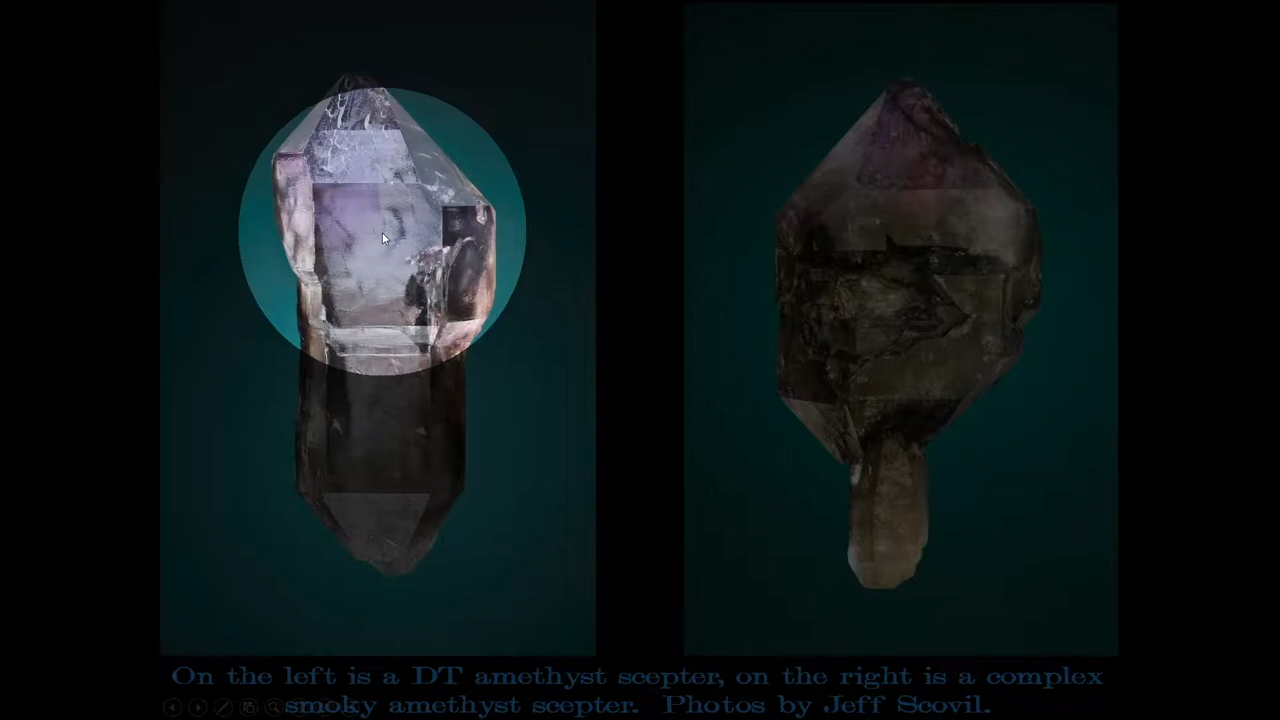 On the left is a DT amethyst scepter, on the right is a complex
smoky amethyst scepter.  Photos by Jeff Scovil.